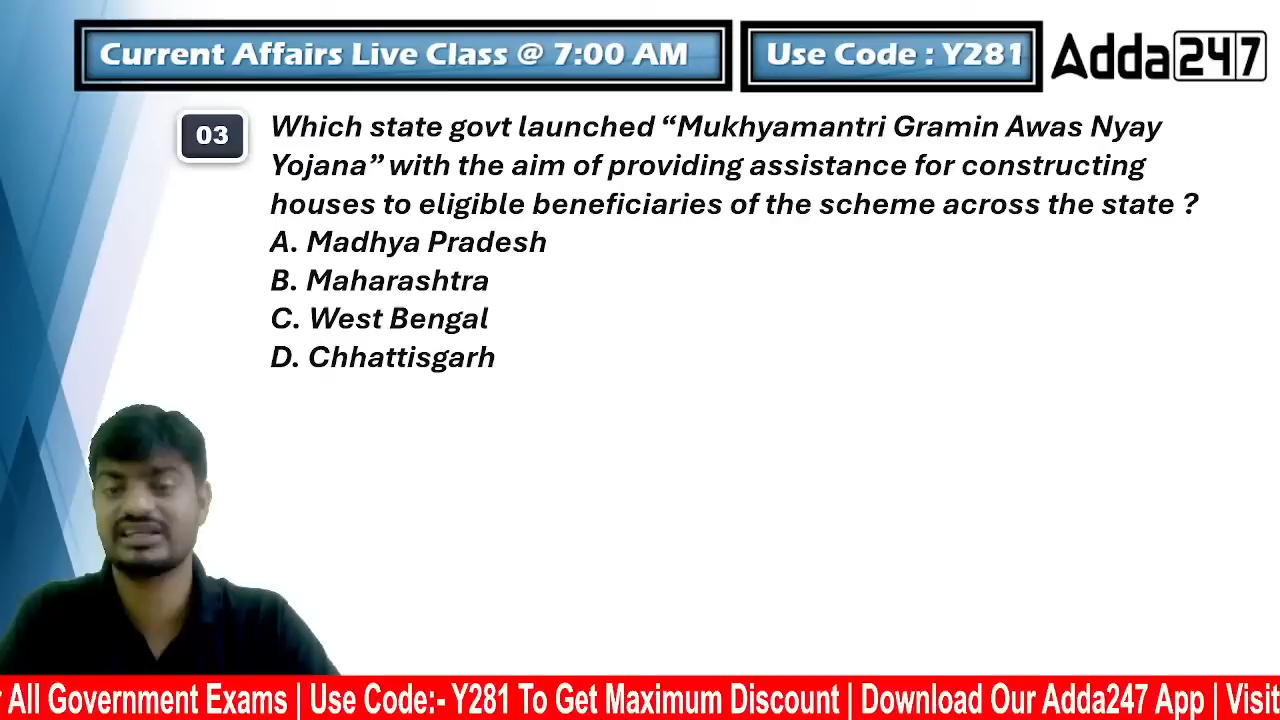 Current Affairs Live Class @ 7:00 AM
Use Code : Y281
Adda247
03
Which state govt launched “Mukhyamantri Gramin Awas Nyay
Yojana” with the aim of providing assistance for constructing
houses to eligible beneficiaries of the scheme across the state ?
A. Madhya Pradesh
B. Maharashtra
C. West Bengal
D. Chhattisgarh
All Government Exams | Use Code:- Y281 To Get Maximum Discount | Download Our Adda247 App | Visit